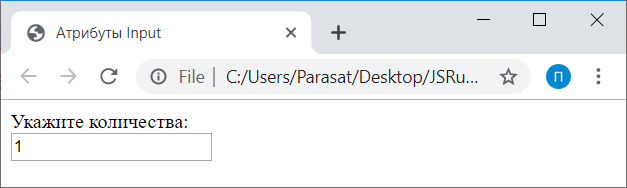 Атрибуты Input
File C:/Users/Parasat/Desktop/JSRu...
П
Укажите количества:
1